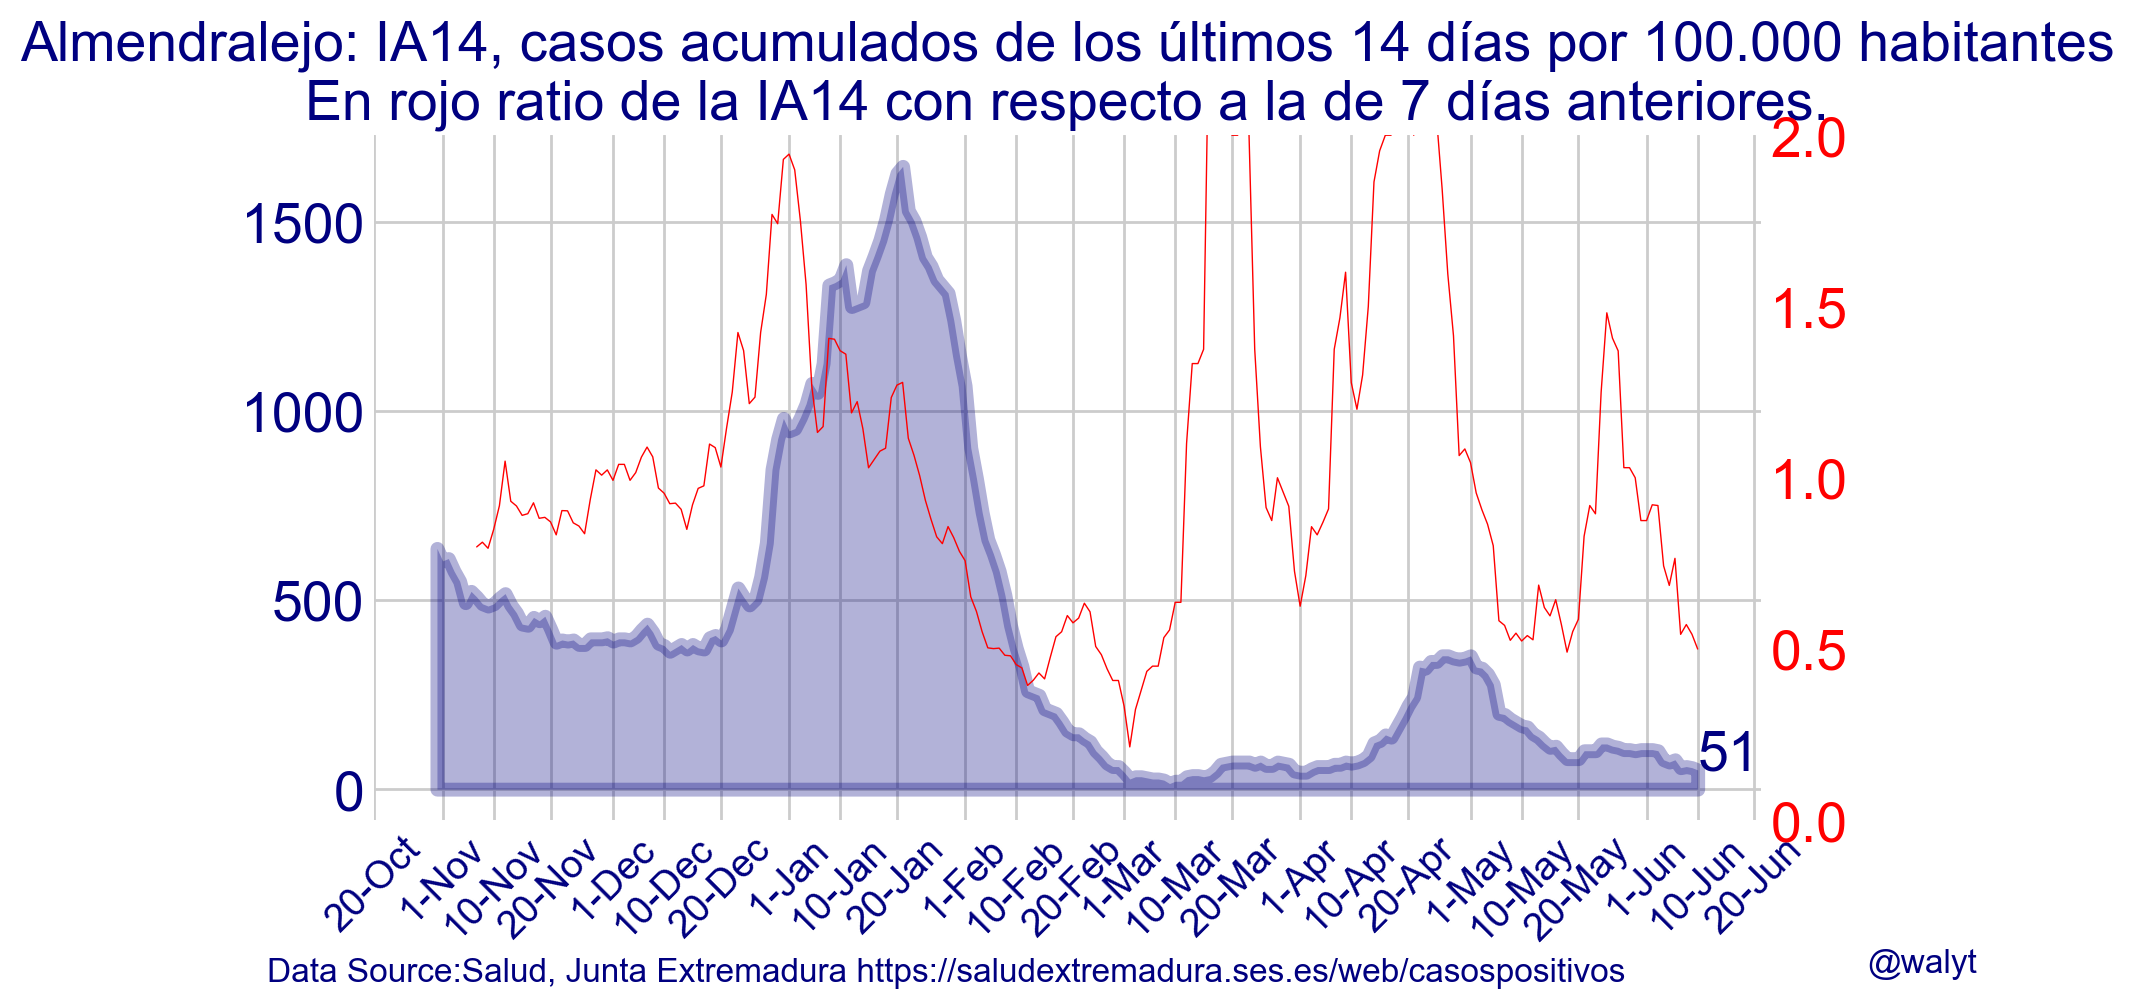 Almendralejo: IA14, casos acumulados de los últimos 14 días por 100.000 habitantes
En rojo ratio de la IA14 con respecto a la de 7 días anteriores.
2.0
1500
1.5
1000
1.0
500
0.5
51
0
0.0
20-Oct
1-Nov
10-Nov
20-Nov
1-Dec
10-Dec
20-Dec
1-Jan
10-Jan
20-Jan
1-Feb
10-Feb
20-Feb
1-Mar
10-Mar
20-Mar
1-Apr
10-Apr
20-Apr
1-May
10-May
20-May
1-Jun
10-Jun
20-Jun
Data Source:Salud, Junta Extremadura https://saludextremadura.ses.es/web/casospositivos
@walyt